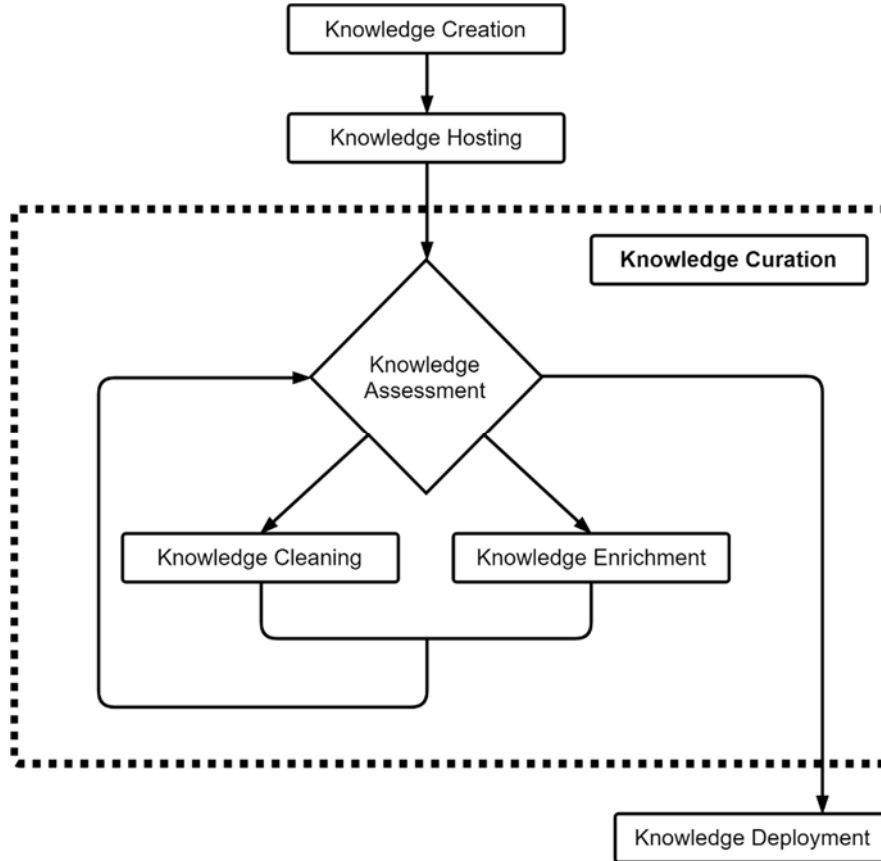 Knowledge Creation
Knowledge Hosting
Knowledge Curation
Knowledge
Assessment
Knowledge Cleaning
Knowledge Enrichment
Knowledge Deployment